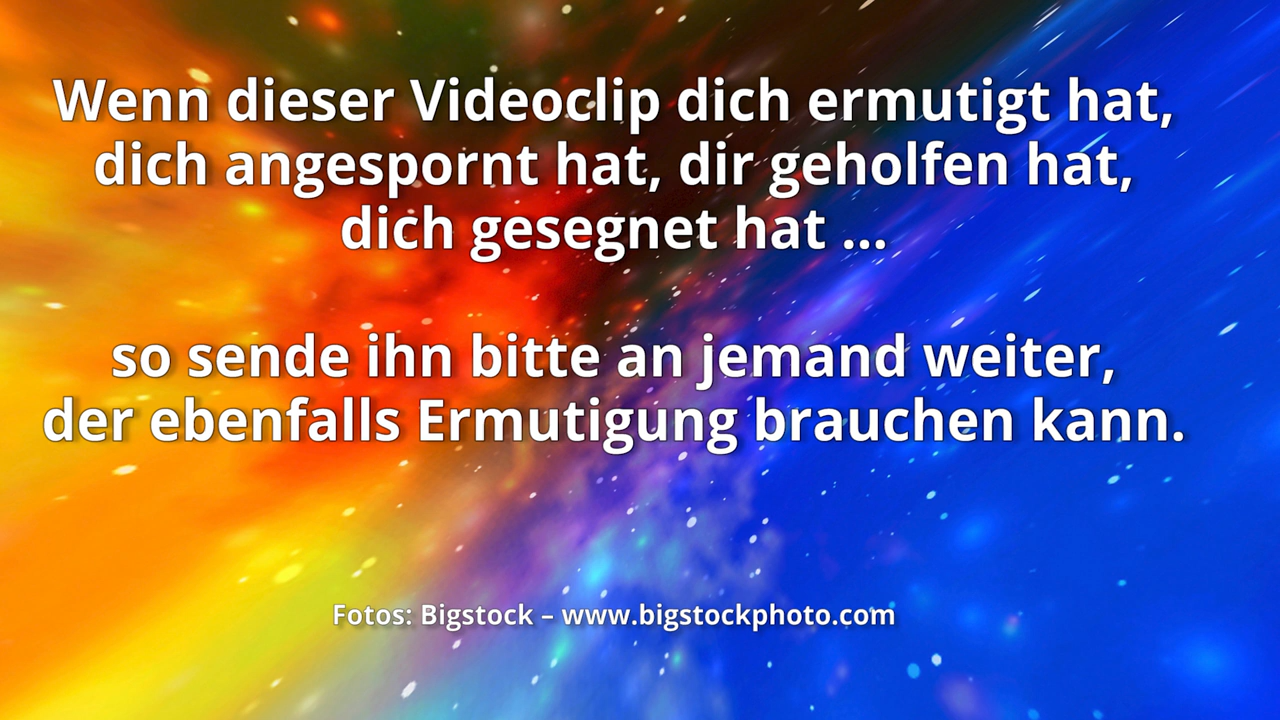 Wenn dieser Videoclip dich ermutigt hat,
dich angespornt hat, dir geholfen hat,
dich gesegnet hat ...
so sende ihn bitte an jemand weiter,
der ebenfalls Ermutigung brauchen kann.
Fotos: Bigstock – www.bigstockphoto.com